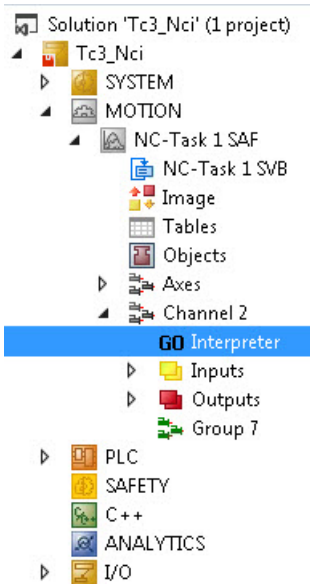 Solution 'Tc3_Nci' (1 project)
Tc3_Nci
SYSTEM
MOTION
NC-Task 1 SAF
NC-Task 1 SVB
Image
Tables
Objects
Axes
Channel 2
GO Interpreter
Inputs
Outputs
Group 7
PLC
SAFETY
C++
ANALYTICS
I/O